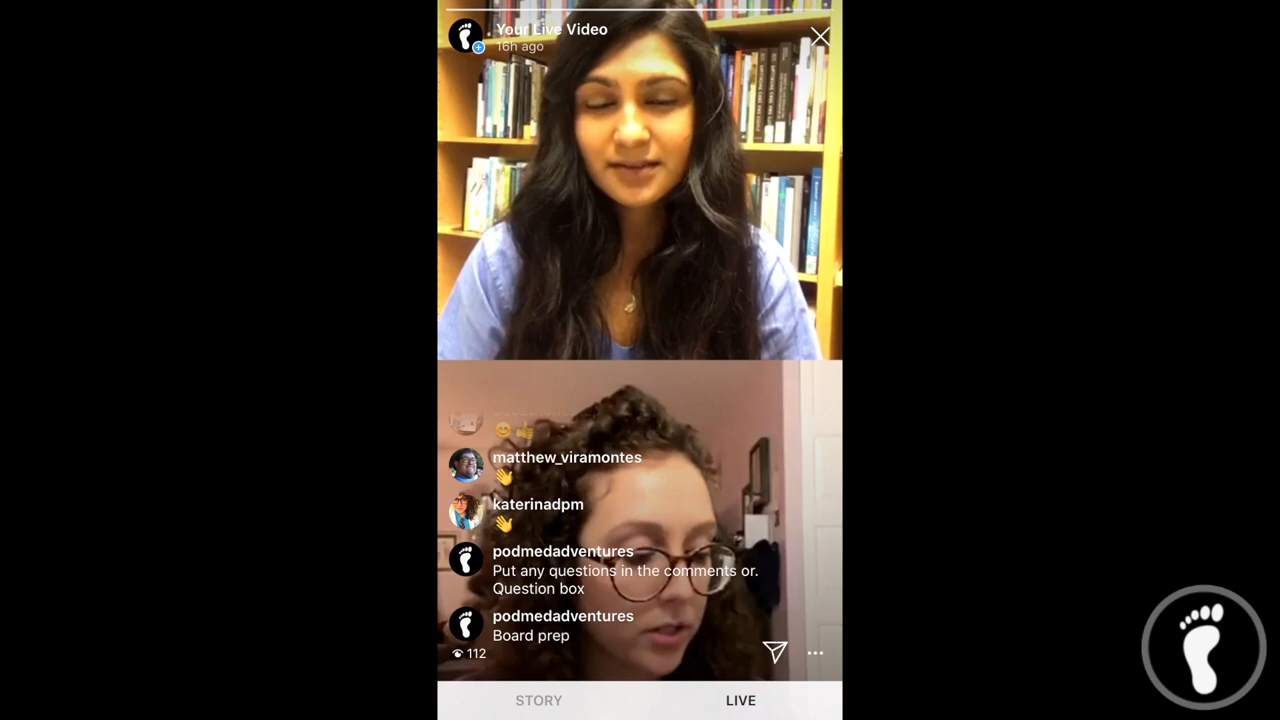 Your Live Video
16h ago
matthew_viramontes
👋
katerinadpm
👋
podmedadventures
Put any questions in the comments or.
Question box
podmedadventures
Board prep
112
STORY
LIVE